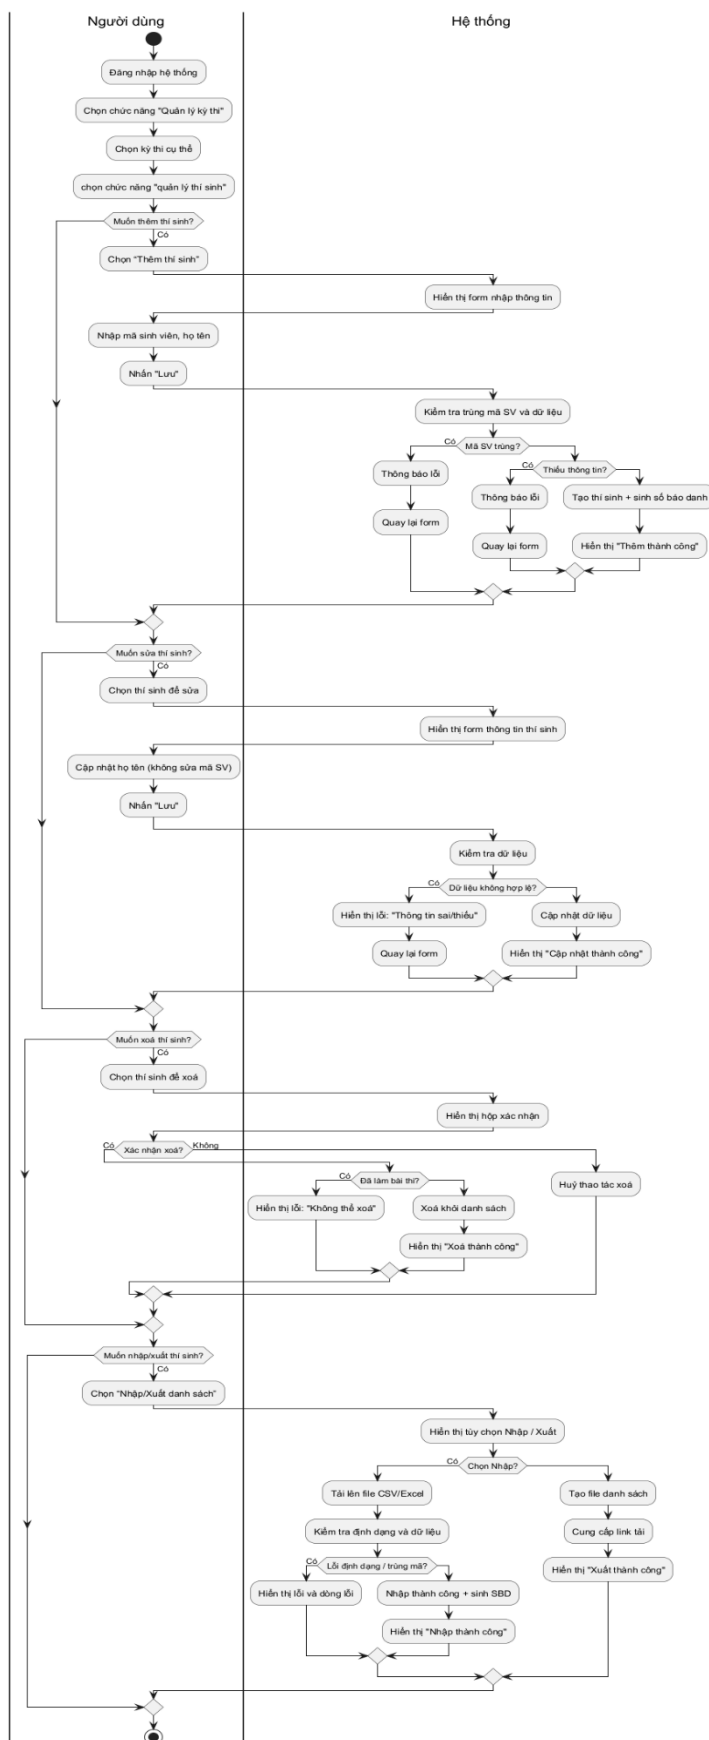 Người dùng
Hệ thống
Đăng nhập hệ thống
Chọn chức năng "Quản lý kỳ thi"
Chọn kỳ thi cụ thể
chọn chức năng "quản lý thí sinh"
Muốn thêm thí sinh?
Có
Chọn "Thêm thí sinh"
Hiển thị form nhập thông tin
Nhập mã sinh viên, họ tên
Nhấn "Lưu"
Kiểm tra trùng mã SV và dữ liệu
Có
Mã SV trùng?
Thông báo lỗi
Quay lại form
Có
Thiếu thông tin?
Thông báo lỗi
Quay lại form
Tạo thí sinh + sinh số báo danh
Hiển thị "Thêm thành công"
Muốn sửa thí sinh?
Có
Chọn thí sinh để sửa
Hiển thị form thông tin thí sinh
Cập nhật họ tên (không sửa mã SV)
Nhấn "Lưu"
Kiểm tra dữ liệu
Có
Dữ liệu không hợp lệ?
Hiển thị lỗi: "Thông tin sai/thiếu"
Quay lại form
Cập nhật dữ liệu
Hiển thị "Cập nhật thành công"
Muốn xoá thí sinh?
Có
Chọn thí sinh để xoá
Hiển thị hộp xác nhận
Có
Xác nhận xoá?
Không
Có
Đã làm bài thi?
Hiển thị lỗi: "Không thể xoá"
Xoá khỏi danh sách
Hiển thị "Xoá thành công"
Huỷ thao tác xoá
Muốn nhập/xuất thí sinh?
Có
Chọn "Nhập/Xuất danh sách"
Hiển thị tùy chọn Nhập / Xuất
Có
Chọn Nhập?
Tải lên file CSV/Excel
Kiểm tra định dạng và dữ liệu
Có
Lỗi định dạng / trùng mã?
Hiển thị lỗi và dòng lỗi
Nhập thành công + sinh SBD
Hiển thị "Nhập thành công"
Tạo file danh sách
Cung cấp link tải
Hiển thị "Xuất thành công"